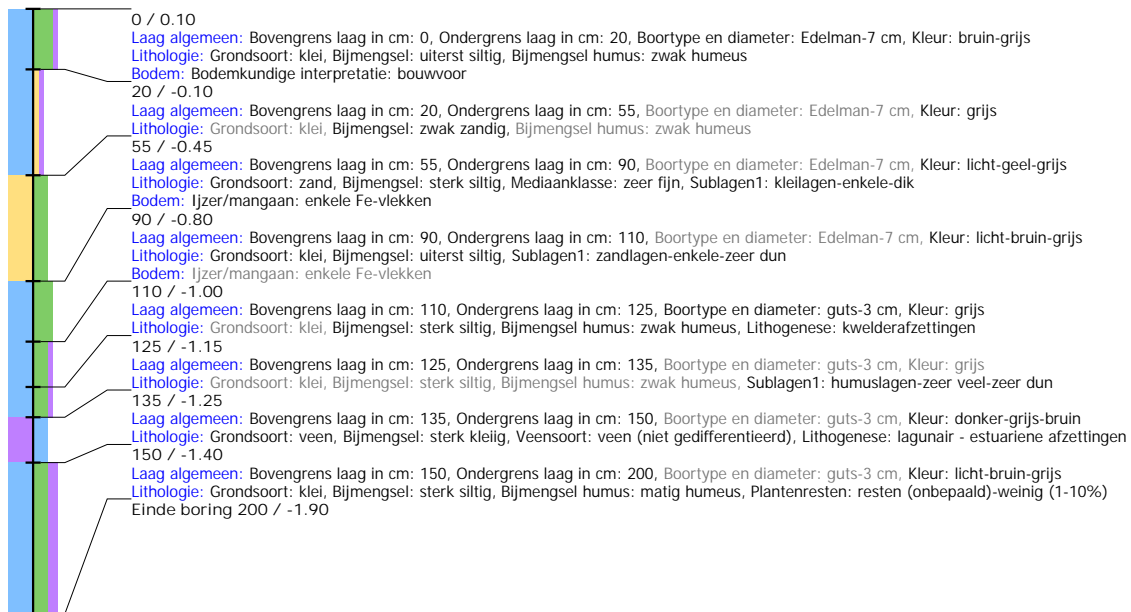 0 / 0.10
Laag algemeen: Bovengrens laag in cm: 0, Ondergrens laag in cm: 20, Boortype en diameter: Edelman-7 cm, Kleur: bruin-grijs
Lithologie: Grondsoort: klei, Bijmengsel: uiterst siltig, Bijmengsel humus: zwak humeus
Bodem: Bodemkundige interpretatie: bouwvoor
20 / -0.10
Laag algemeen: Bovengrens laag in cm: 20, Ondergrens laag in cm: 55, Boortype en diameter: Edelman-7 cm, Kleur: grijs
Lithologie: Grondsoort: klei, Bijmengsel: zwak zandig, Bijmengsel humus: zwak humeus
55 / -0.45
Laag algemeen: Bovengrens laag in cm: 55, Ondergrens laag in cm: 90, Boortype en diameter: Edelman-7 cm, Kleur: licht-geel-grijs
Lithologie: Grondsoort: zand, Bijmengsel: sterk siltig, Mediaanklasse: zeer fijn, Sublagen1: kleilagen-enkele-dik
Bodem: Ijzer/mangaan: enkele Fe-vlekken
90 / -0.80
Laag algemeen: Bovengrens laag in cm: 90, Ondergrens laag in cm: 110, Boortype en diameter: Edelman-7 cm, Kleur: licht-bruin-grijs
Lithologie: Grondsoort: klei, Bijmengsel: uiterst siltig, Sublagen1: zandlagen-enkele-zeer dun
Bodem: Ijzer/mangaan: enkele Fe-vlekken
110 / -1.00
Laag algemeen: Bovengrens laag in cm: 110, Ondergrens laag in cm: 125, Boortype en diameter: guts-3 cm, Kleur: grijs
Lithologie: Grondsoort: klei, Bijmengsel: sterk siltig, Bijmengsel humus: zwak humeus, Lithogenese: kwelderafzettingen
125 / -1.15
Laag algemeen: Bovengrens laag in cm: 125, Ondergrens laag in cm: 135, Boortype en diameter: guts-3 cm, Kleur: grijs
Lithologie: Grondsoort: klei, Bijmengsel: sterk siltig, Bijmengsel humus: zwak humeus, Sublagen1: humuslagen-zeer veel-zeer dun
135 / -1.25
Laag algemeen: Bovengrens laag in cm: 135, Ondergrens laag in cm: 150, Boortype en diameter: guts-3 cm, Kleur: donker-grijs-bruin
Lithologie: Grondsoort: veen, Bijmengsel: sterk kleiig, Veensoort: veen (niet gedifferentieerd), Lithogenese: lagunair - estuariene afzettingen
150 / -1.40
Laag algemeen: Bovengrens laag in cm: 150, Ondergrens laag in cm: 200, Boortype en diameter: guts-3 cm, Kleur: licht-bruin-grijs
Lithologie: Grondsoort: klei, Bijmengsel: sterk siltig, Bijmengsel humus: matig humeus, Plantenresten: resten (onbepaald)-weinig (1-10%)
Einde boring 200 / -1.90